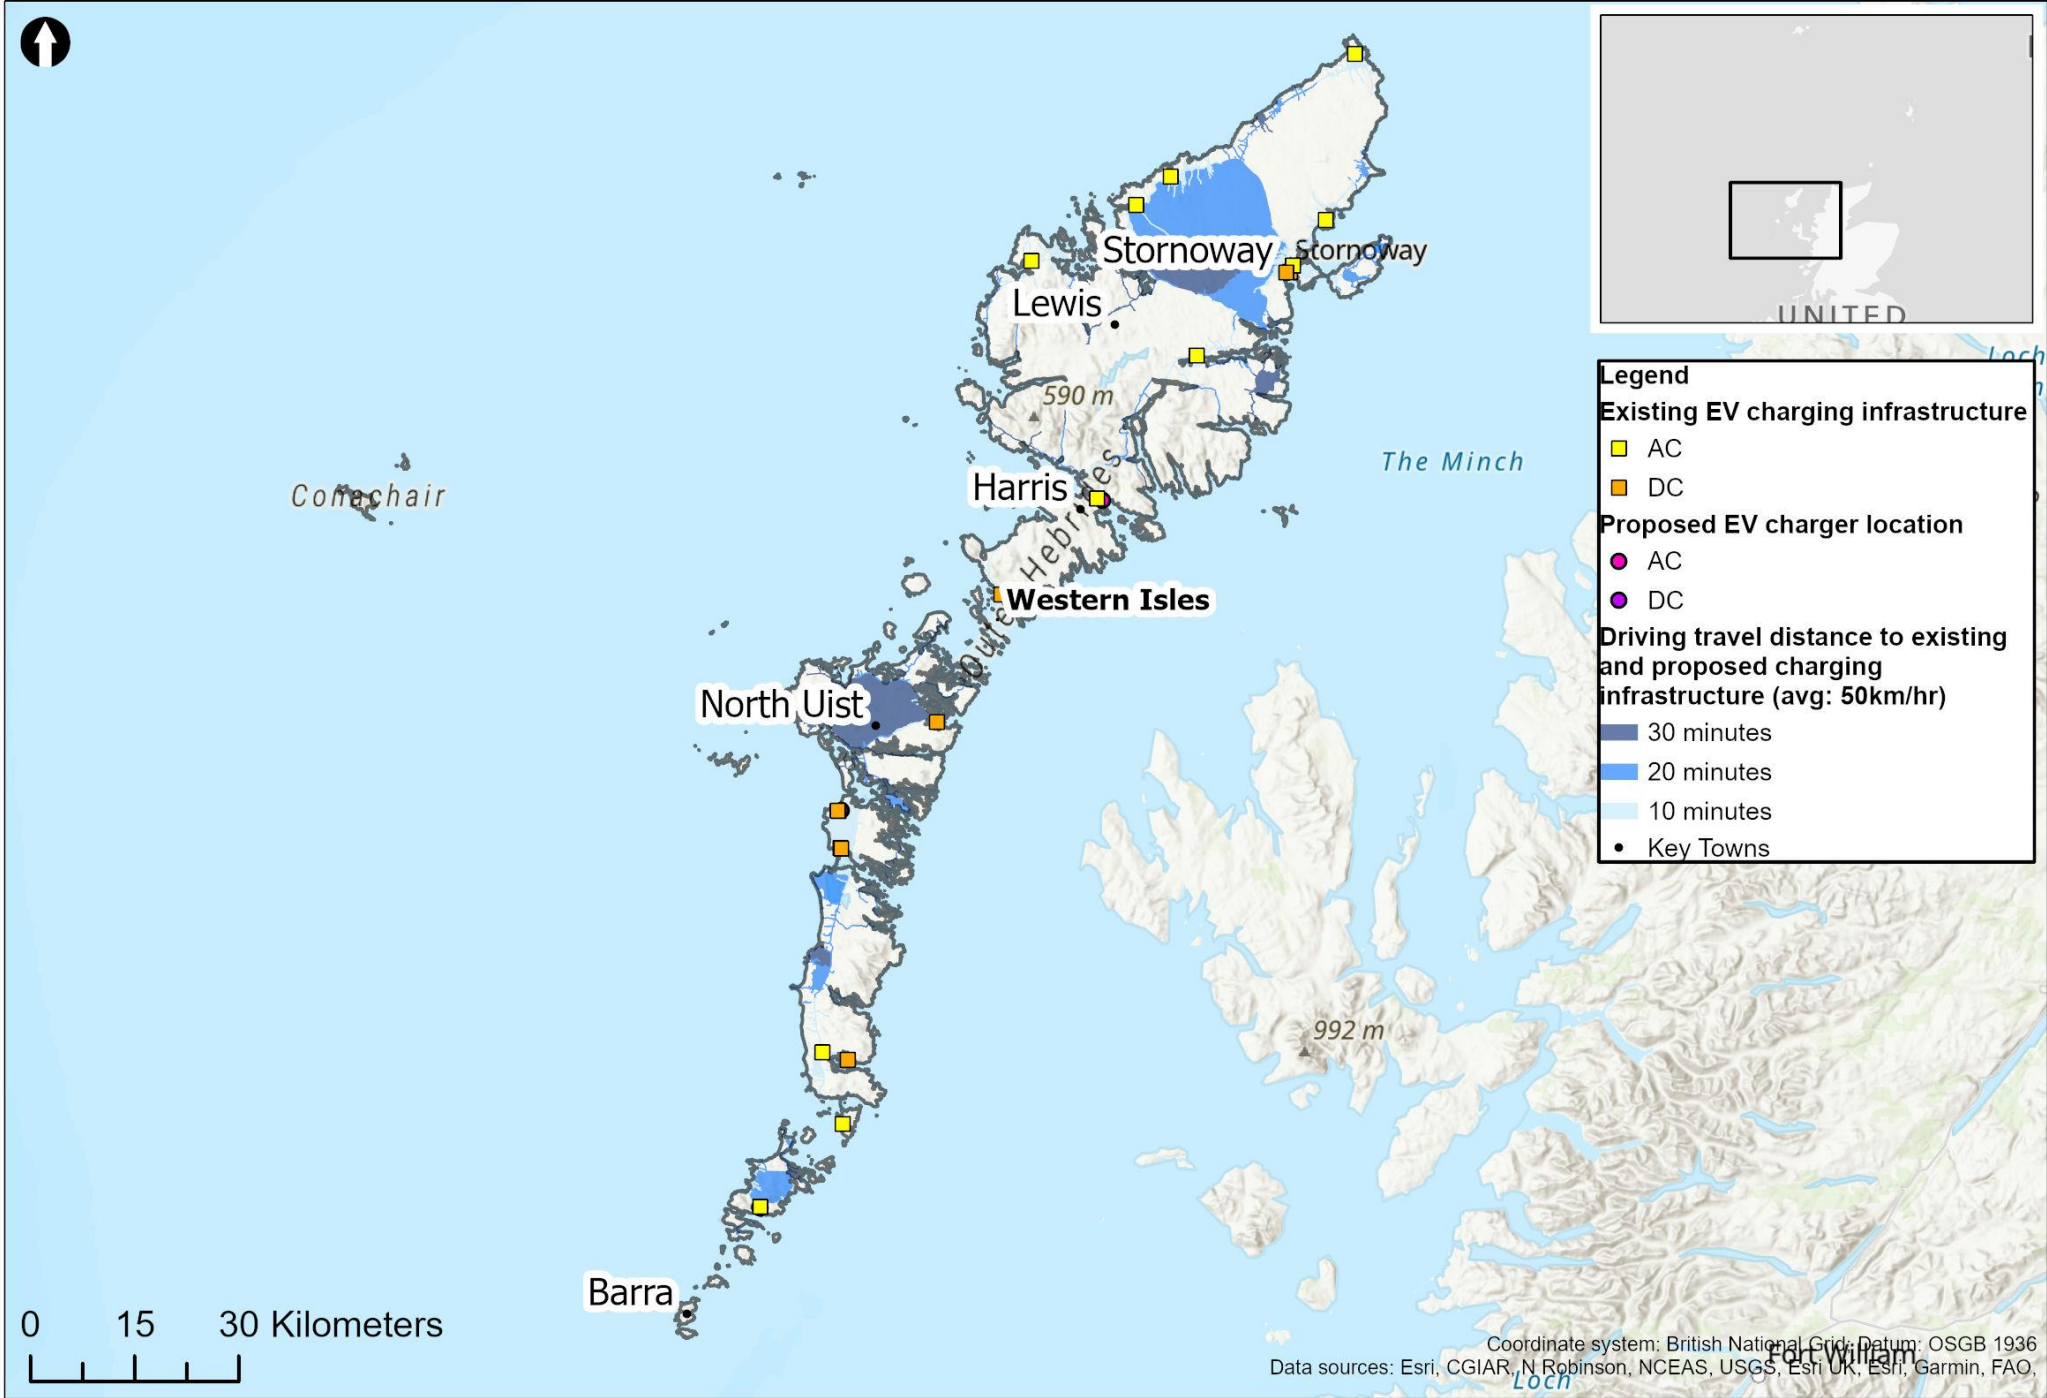 UNITED
Loch
Stornoway
Stornoway
Lewis
590 m
The Minch
Harris
Conachair
Outer Hebrides
Western Isles
North Uist
992 m
Barra
Legend
Existing EV charging infrastructure
AC
DC
Proposed EV charger location
AC
DC
Driving travel distance to existing
and proposed charging
infrastructure (avg: 50km/hr)
30 minutes
20 minutes
10 minutes
Key Towns
0 15 30 Kilometers
Coordinate system: British National Grid; Datum: OSGB 1936
Fort William
Data sources: Esri, CGIAR, N Robinson, NCEAS, USGS, Esri UK, Esri, Garmin, FAO,
Loch